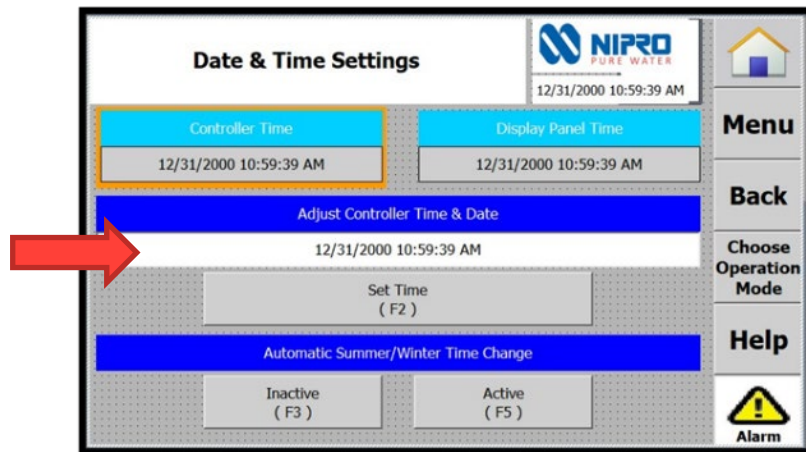 Date & Time Settings
NIPRO
PURE WATER
12/31/2000 10:59:39 AM
Controller Time
12/31/2000 10:59:39 AM
Display Panel Time
12/31/2000 10:59:39 AM
Adjust Controller Time & Date
12/31/2000 10:59:39 AM
Set Time
( F2 )
Automatic Summer/Winter Time Change
Inactive
( F3 )
Active
( F5 )
Menu
Back
Choose
Operation
Mode
Help
Alarm